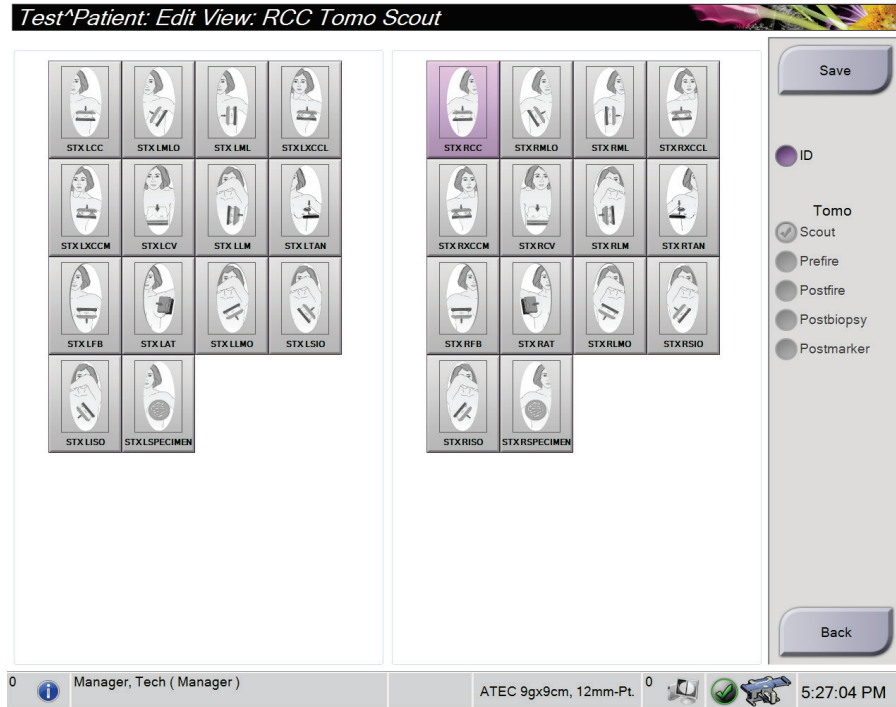 Test^Patient: Edit View: RCC Tomo Scout
STX LCC STX LMLO STX LML STX LXCCL
STX LXCCM STX LCV STX LLM STX LTAN
STX LFB STX LAT STX LLMO STX LSIO
STX LISO STX LSPECIMEN
STX RCC STX RMLO STX RML STX RXCCL
STX RXCCM STX RCV STX RLM STX RTAN
STX RFB STX RAT STX RLMO STX RSIO
STX RISO STX RSPECIMEN
Save
ID
Tomo
Scout
Prefire
Postfire
Postbiopsy
Postmarker
Back
0 Manager, Tech ( Manager ) ATEC 9gx9cm, 12mm-Pt. 0 5:27:04 PM